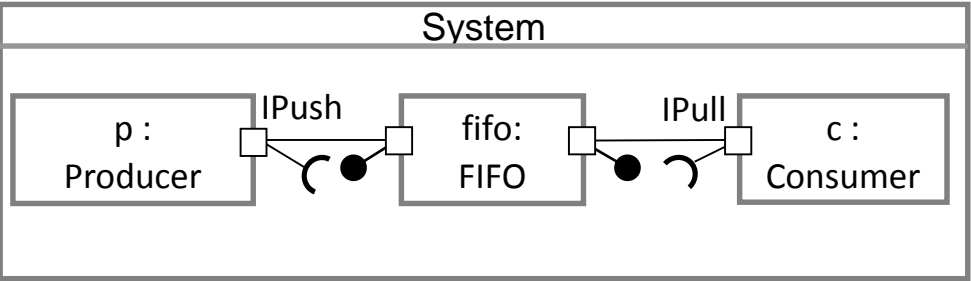 System
IPush
IPull
p :
Producer
fifo:
FIFO
c :
Consumer